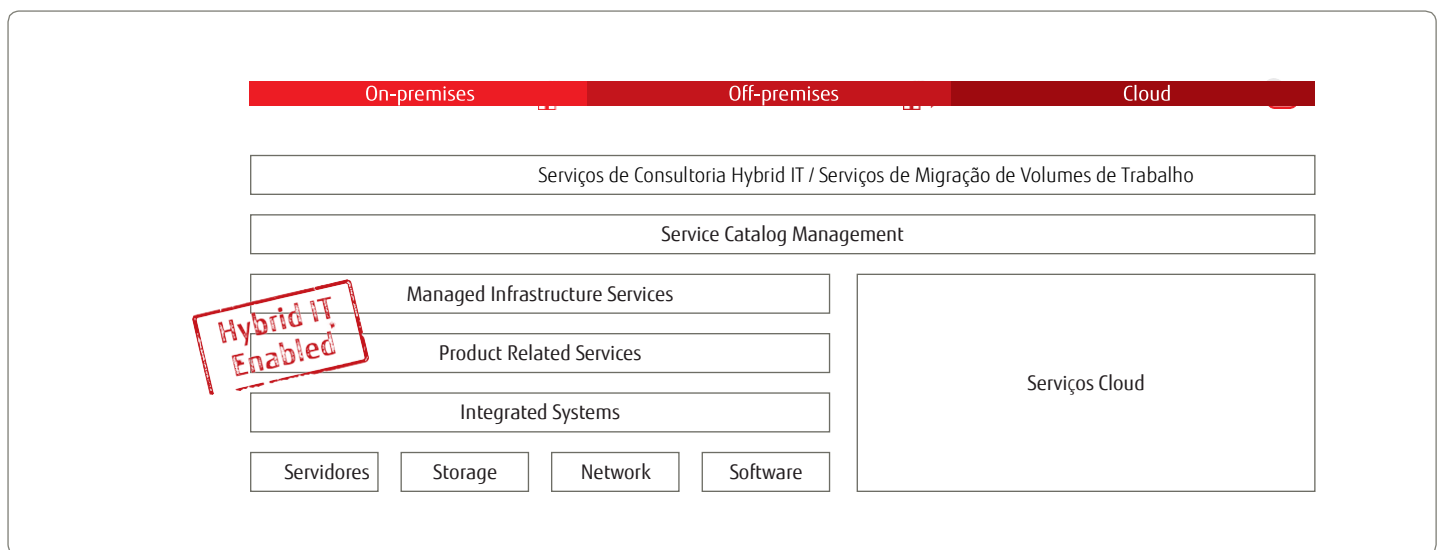 On-premises Off-premises Cloud
Serviços de Consultoria Hybrid IT / Serviços de Migração de Volumes de Trabalho
Service Catalog Management
Managed Infrastructure Services
Hybrid IT
Enabled
Product Related Services
Integrated Systems
Serviços Cloud
Servidores Storage Network Software